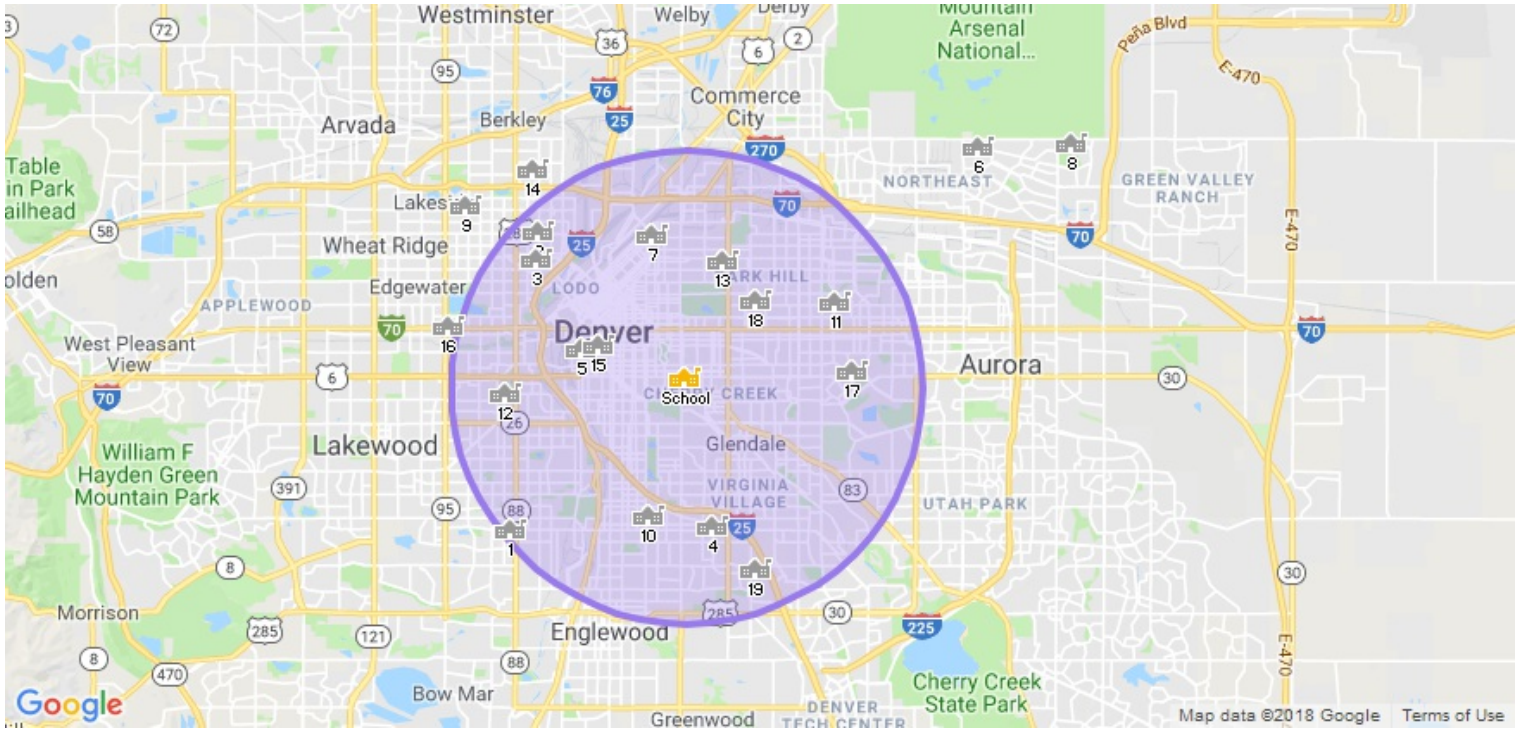 Westminster
Welby
Derby
Mountain
Arsenal
National...
Peña Blvd
E-470
72
36
6
2
95
76
25
Commerce
City
Arvada
Berkley
270
6
8
Table
in Park
ailhead
14
NORTHEAST
GREEN VALLEY
RANCH
Lakesi
9
70
58
Wheat Ridge
25
7
70
E-470
olden
3
13
ARK HILL
Edgewater
LODO
APPLEWOOD
18
11
70
16
Denver
70
West Pleasant
View
5
15
Aurora
6
School
CHERRY CREEK
17
30
70
12
26
Lakewood
Glendale
William F
Hayden Green
Mountain Park
391
VIRGINIA
VILLAGE
83
UTAH PARK
95
88
1
10
4
25
8
19
30
Morrison
285
121
Englewood
285
30
225
E-470
8
470
88
Bow Mar
Cherry Creek
State Park
Google
Greenwood
DENVER
TECH CENTER
Map data ©2018 Google
Terms of Use